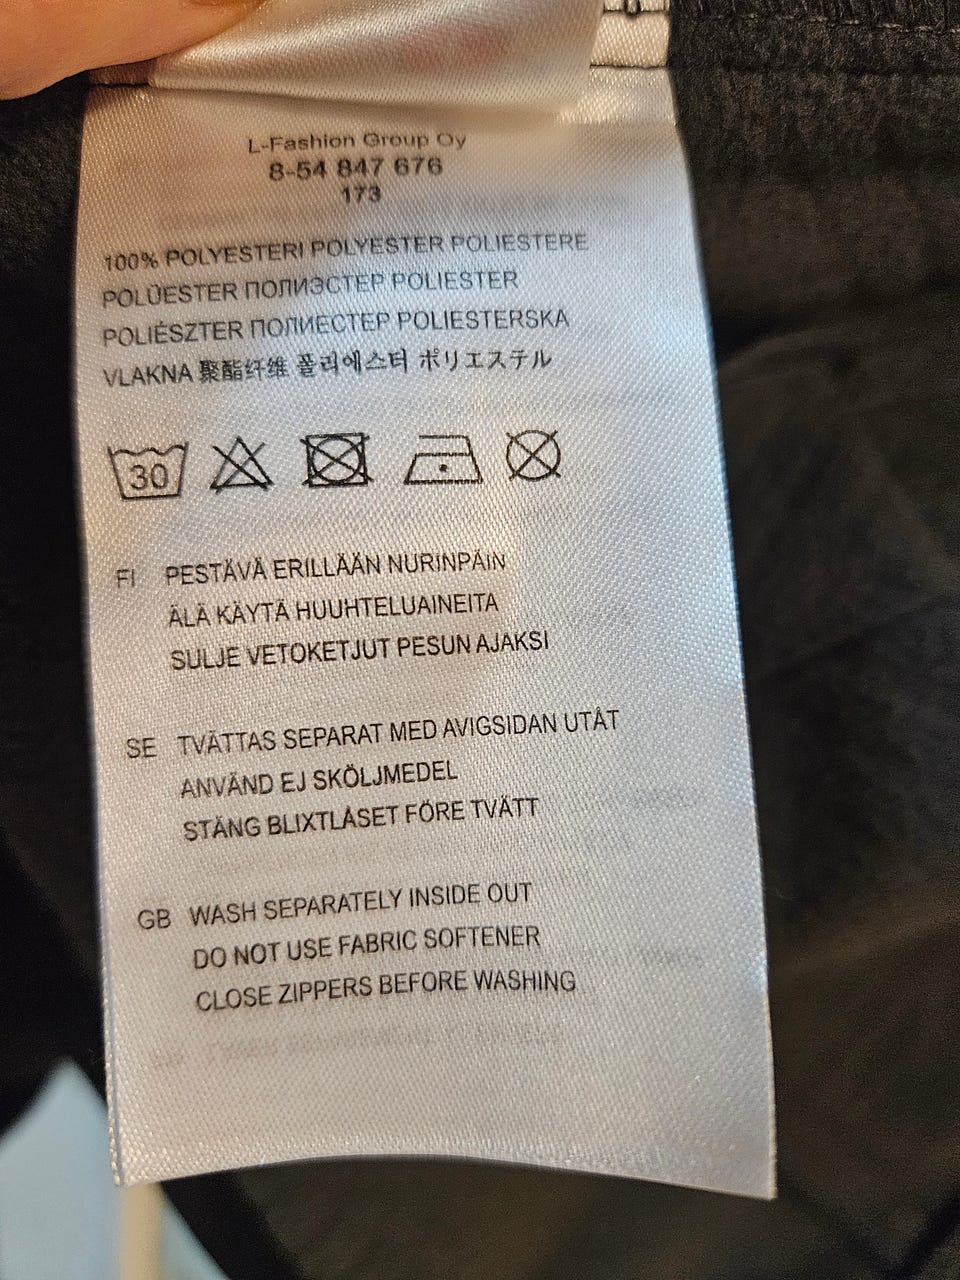 L-Fashion Group Oy
8-54 847 676
173
100% POLYESTERI POLYESTER POLIESTERE
POLÜESTER ПОЛИЭСТЕР POLIESTER
POLIÉSZTER ПОЛИЕСТЕР POLIESTERSKA
VLAKNA 聚酯纤维 폴리에스터 ポリエステル
30
FI PESTÄVÄ ERILLÄÄN NURINPÄIN
ÄLÄ KÄYTÄ HUUHTELUAINEITA
SULJE VETOKETJUT PESUN AJAKSI
SE TVÄTTAS SEPARAT MED AVIGSIDAN UTÅT
ANVÄND EJ SKÖLJMEDEL
STÄNG BLIXTLÅSET FÖRE TVÄTT
GB WASH SEPARATELY INSIDE OUT
DO NOT USE FABRIC SOFTENER
CLOSE ZIPPERS BEFORE WASHING